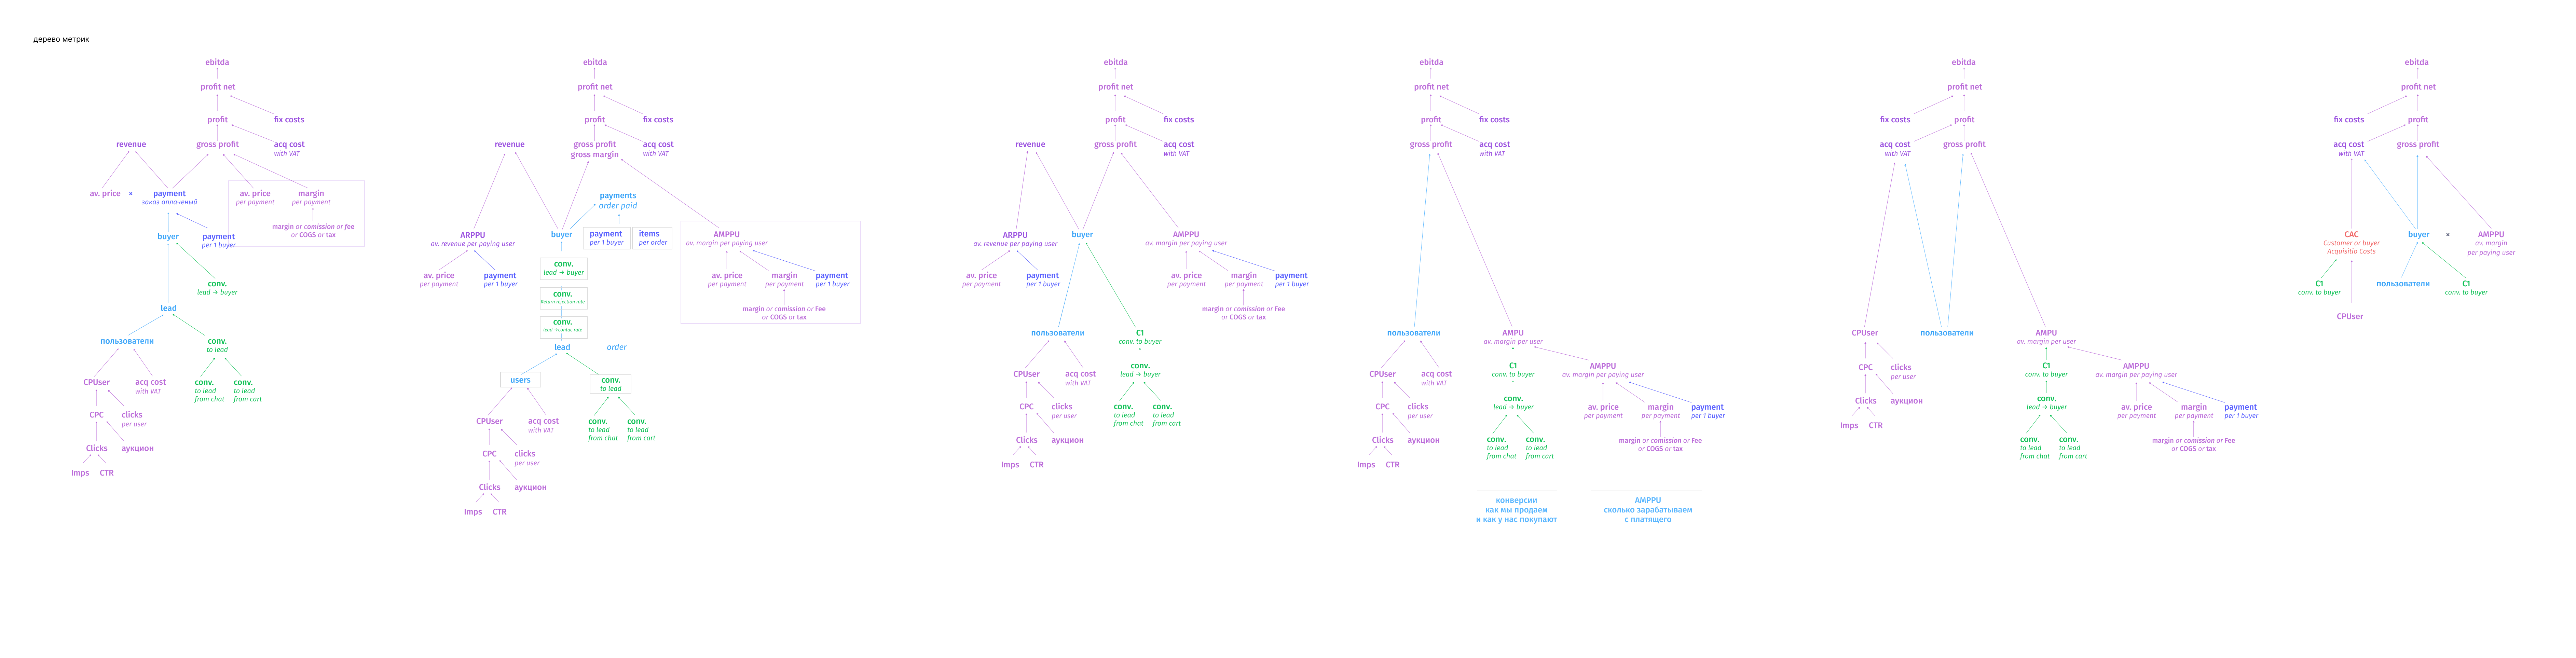 дерево метрик
ebitda
profit net
profit
fix costs
revenue
gross profit
acq cost
with VAT
av. price
*
payment
заказ оплаченый
av. price
per payment
margin
per payment
margin or comission or fee
or COGS or tax
buyer
payment
per 1 buyer
conv.
lead → buyer
lead
пользователи
conv.
to lead
CPUser
acq cost
with VAT
conv.
to lead
from chat
conv.
to lead
from cart
CPC
clicks
per user
Clicks
аукцион
Imps
CTR
ebitda
profit net
profit
fix costs
revenue
gross profit
gross margin
acq cost
with VAT
payments
order paid
ARPPU
av. revenue per paying user
buyer
payment
per 1 buyer
items
per order
AMPPU
av. margin per paying user
av. price
per payment
payment
per 1 buyer
conv.
lead → buyer
av. price
per payment
margin
per payment
payment
per 1 buyer
conv.
Return rejection rate
margin or comission or Fee
or COGS or tax
conv.
lead →contac rate
lead
order
users
conv.
to lead
CPUser
acq cost
with VAT
conv.
to lead
from chat
conv.
to lead
from cart
CPC
clicks
per user
Clicks
аукцион
Imps
CTR
ebitda
profit net
profit
fix costs
revenue
gross profit
acq cost
with VAT
ARPPU
av. revenue per paying user
buyer
AMPPU
av. margin per paying user
av. price
per payment
payment
per 1 buyer
av. price
per payment
margin
per payment
payment
per 1 buyer
margin or comission or Fee
or COGS or tax
пользователи
C1
conv. to buyer
CPUser
acq cost
with VAT
conv.
lead → buyer
CPC
clicks
per user
conv.
to lead
from chat
conv.
to lead
from cart
Clicks
аукцион
Imps
CTR
ebitda
profit net
profit
fix costs
gross profit
acq cost
with VAT
пользователи
AMPU
av. margin per user
CPUser
acq cost
with VAT
C1
conv. to buyer
AMPPU
av. margin per paying user
CPC
clicks
per user
conv.
lead → buyer
av. price
per payment
margin
per payment
payment
per 1 buyer
Clicks
аукцион
conv.
to lead
from chat
conv.
to lead
from cart
margin or comission or Fee
or COGS or tax
Imps
CTR
конверсии
как мы продаем
и как у нас покупают
AMPPU
сколько зарабатываем
с платящего
ebitda
profit net
fix costs
profit
acq cost
with VAT
gross profit
CPUser
пользователи
AMPU
av. margin per user
CPC
clicks
per user
C1
conv. to buyer
AMPPU
av. margin per paying user
Clicks
аукцион
conv.
lead → buyer
av. price
per payment
margin
per payment
payment
per 1 buyer
Imps
CTR
conv.
to lead
from chat
conv.
to lead
from cart
margin or comission or Fee
or COGS or tax
ebitda
profit net
fix costs
profit
acq cost
with VAT
gross profit
CAC
Customer or buyer
Acquisitia Costs
buyer
*
AMPPU
av. margin
per paying user
C1
conv. to buyer
пользователи
C1
conv. to buyer
CPUser